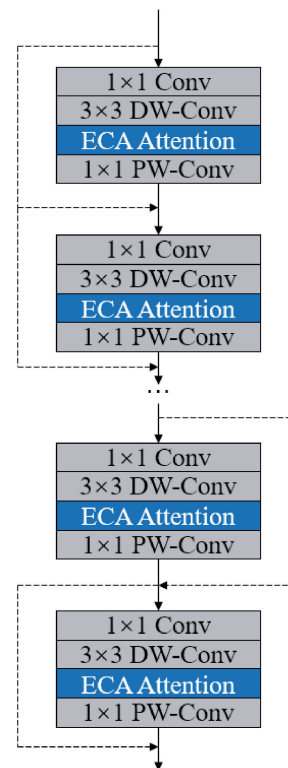 1×1 Conv
3×3 DW-Conv
ECA Attention
1×1 PW-Conv
1×1 Conv
3×3 DW-Conv
ECA Attention
1×1 PW-Conv
...
1×1 Conv
3×3 DW-Conv
ECA Attention
1×1 PW-Conv
1×1 Conv
3×3 DW-Conv
ECA Attention
1×1 PW-Conv